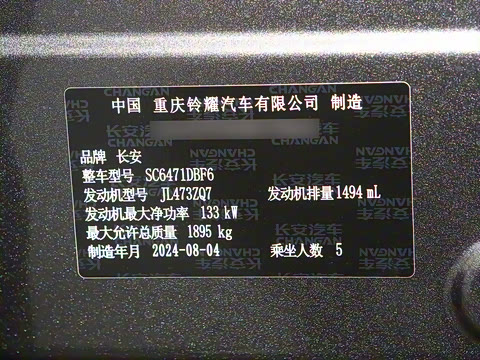 中国 重庆铃耀汽车有限公司 制造
品牌 长安
整车型号 SC6471DBF6
发动机型号 JL473ZQ7 发动机排量 1494 mL
发动机最大净功率 133 kW
最大允许总质量 1895 kg
制造年月 2024-08-04 乘坐人数 5